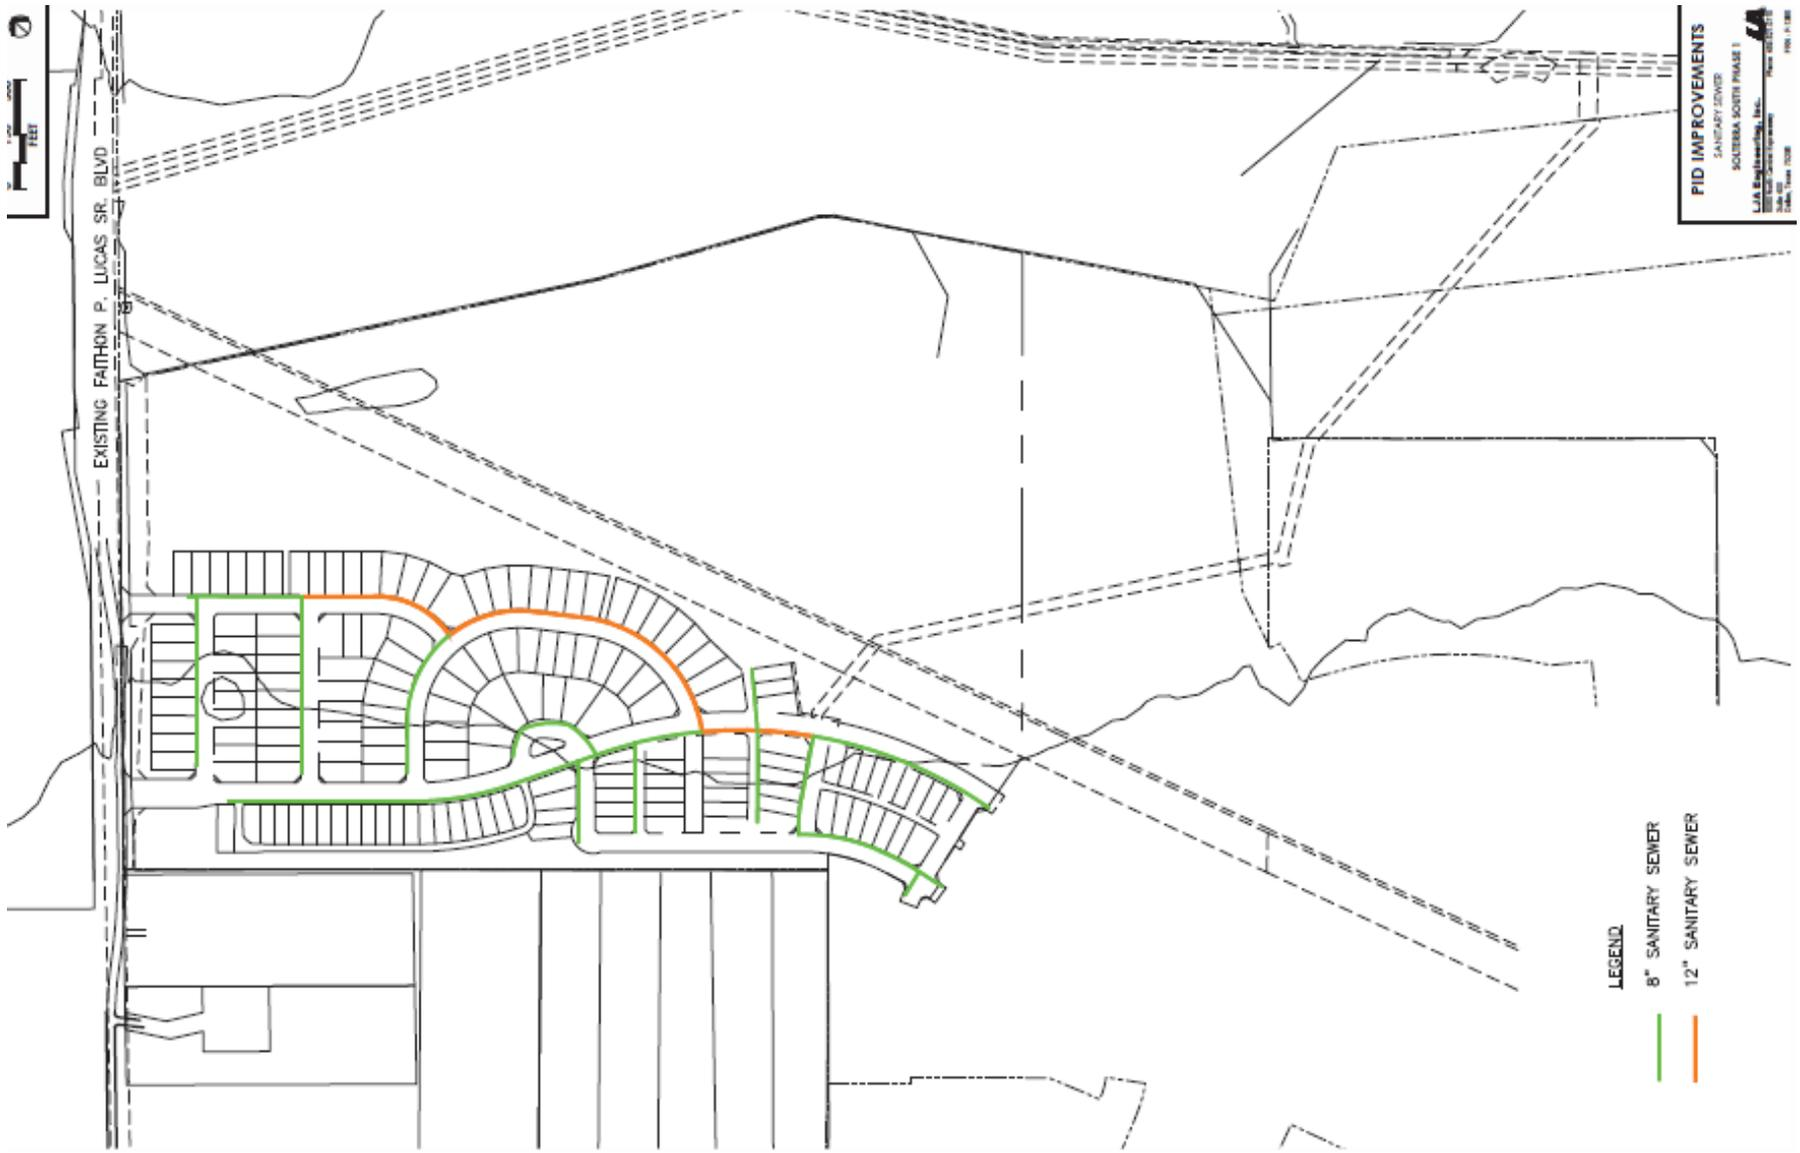 FEET
EXISTING FAITHON P. LUCAS SR. BLVD
PID IMPROVEMENTS
SANITARY SEWER
SOLTERRA SOUTH PHASE 1
LJA Engineering, Inc.
LEGEND
8" SANITARY SEWER
12" SANITARY SEWER